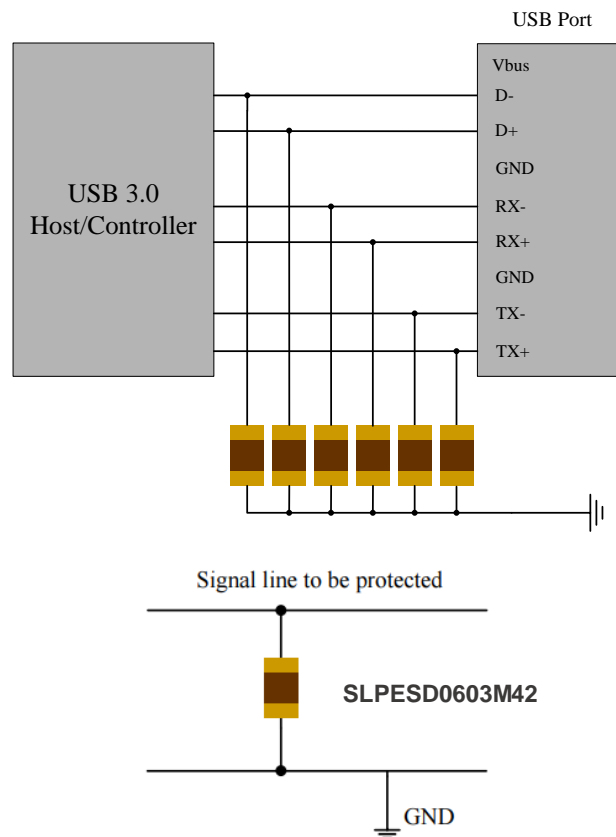 USB Port
Vbus
D-
D+
GND
USB 3.0
Host/Controller
RX-
RX+
GND
TX-
TX+
Signal line to be protected
SLPESD0603M42
GND